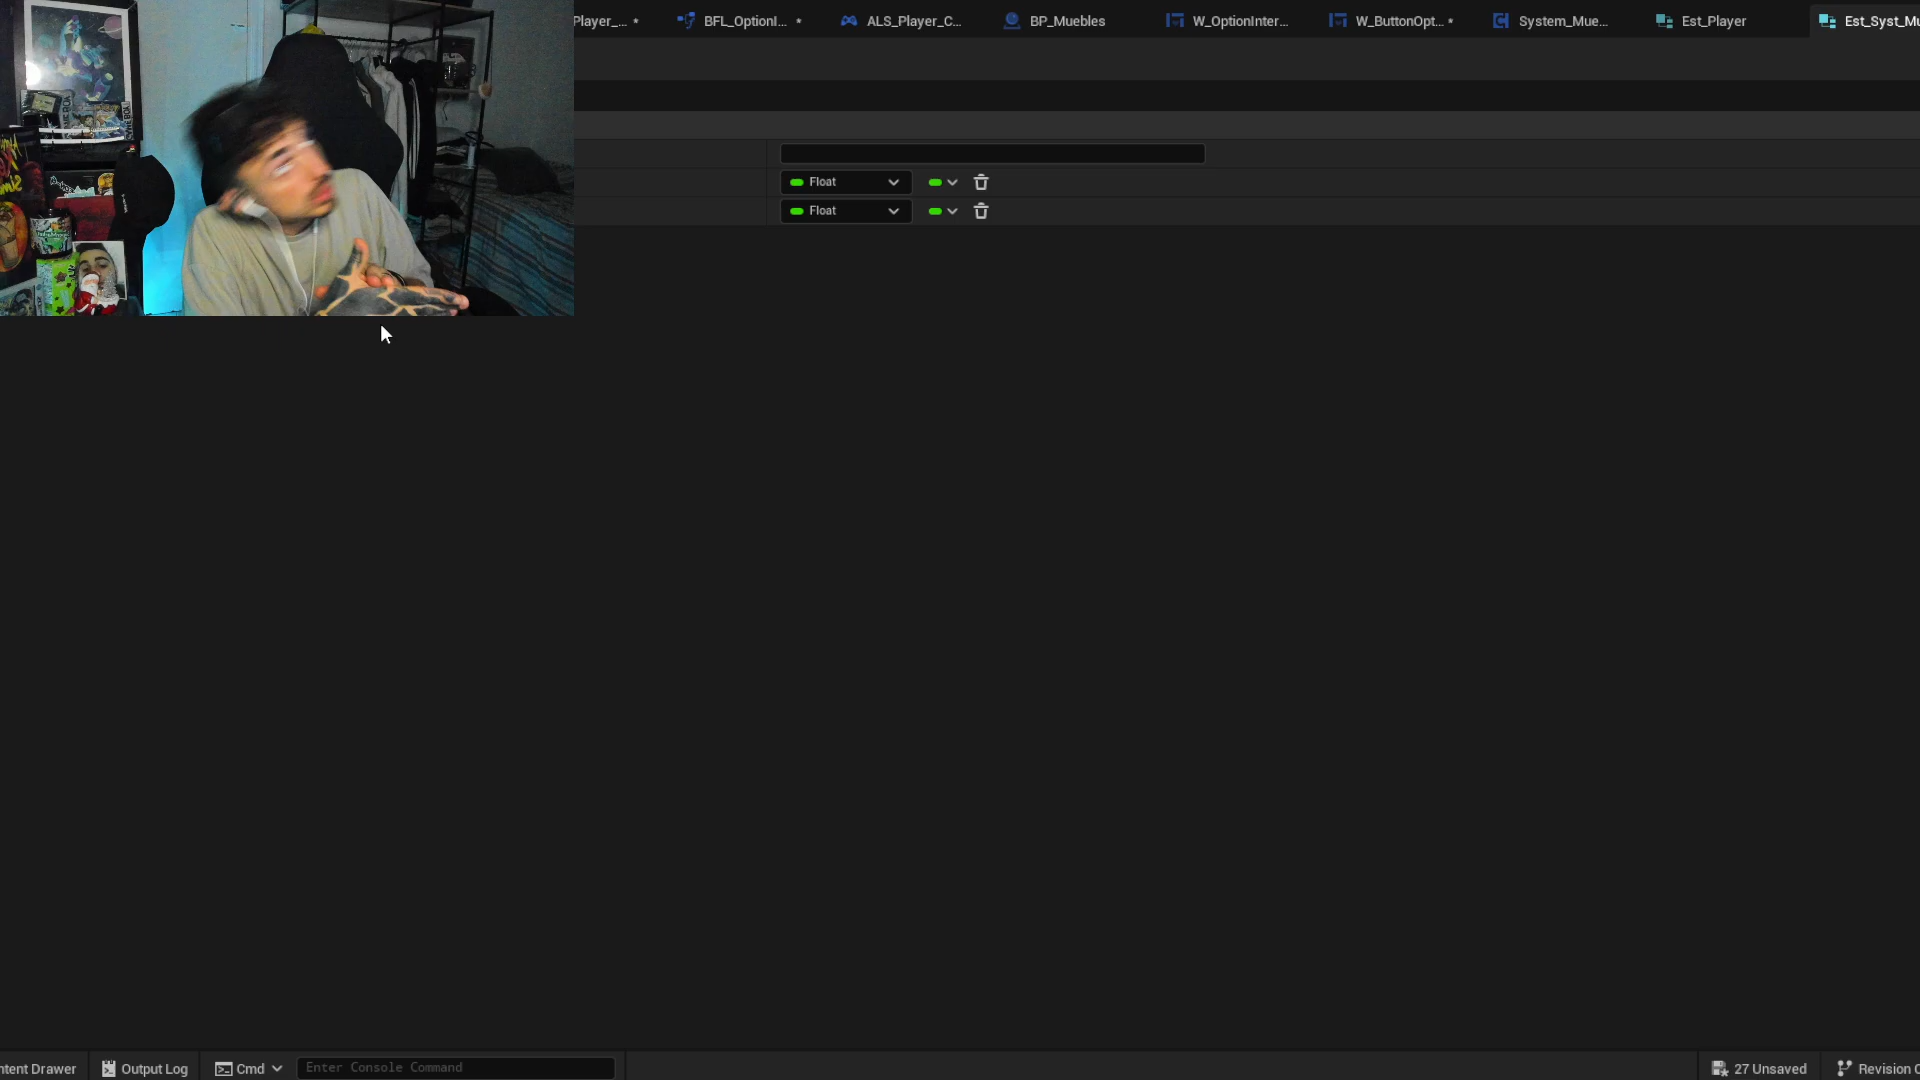 Player_... *
BFL_OptionI... *
ALS_Player_C...
BP_Muebles
W_OptionInter...
W_ButtonOpt... *
System_Mue...
Est_Player
Est_Syst_Mu
Float
Float
ntent Drawer
Output Log
Cmd
Enter Console Command
27 Unsaved
Revision C